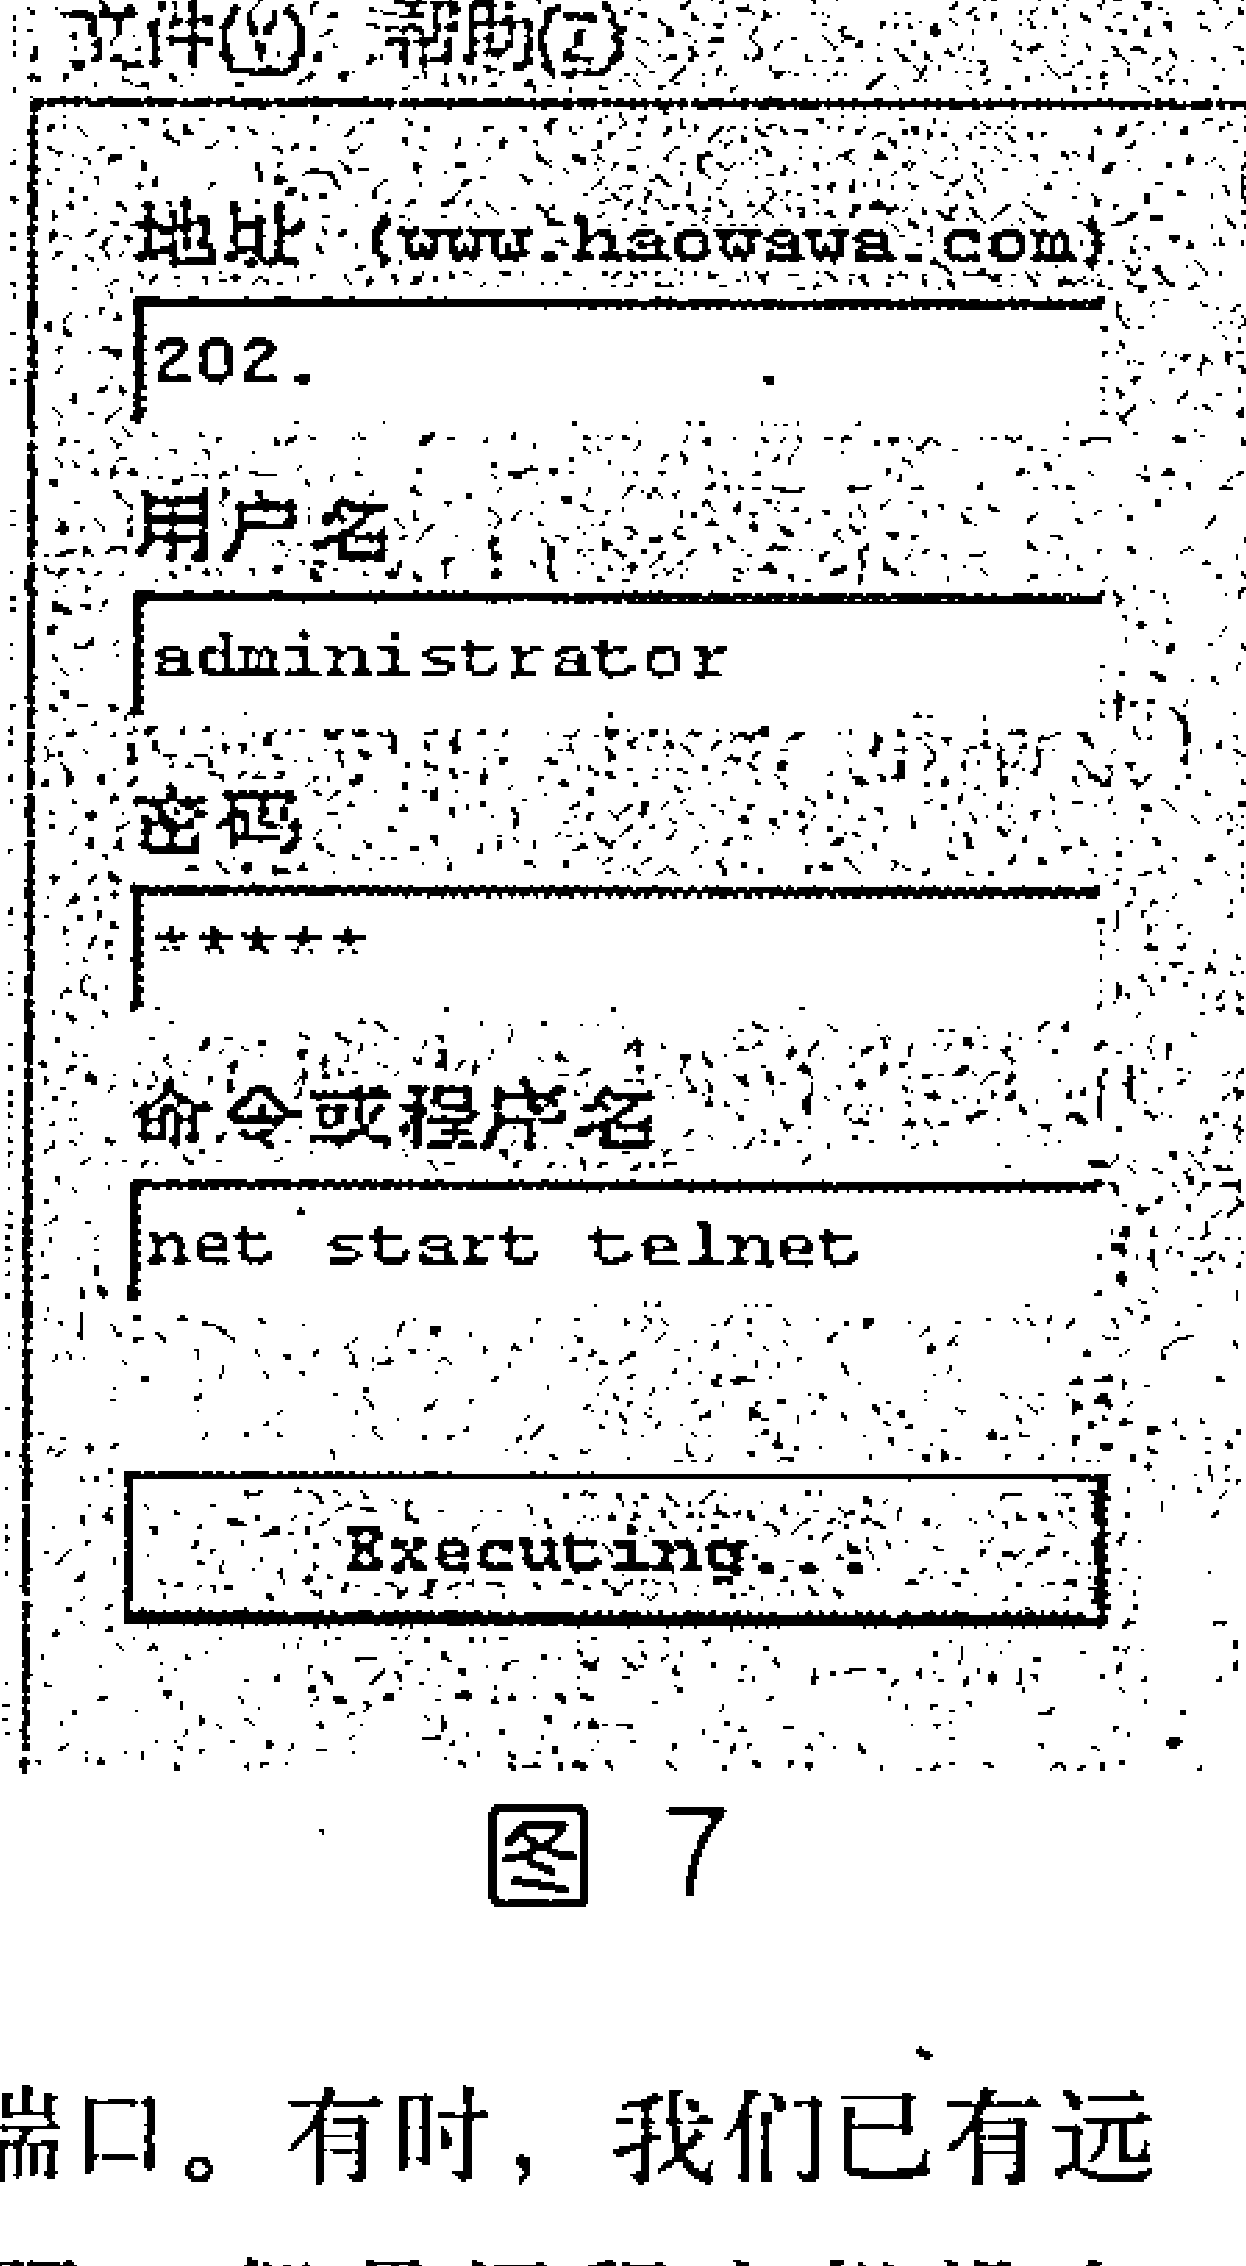 文件(Y) 帮助(Z)
地址 (www.haowawa.com)
202.
用户名
administrator
密码
*****
命令或程序名
net start telnet
Executing...
图 7
端口。有时，我们已有远